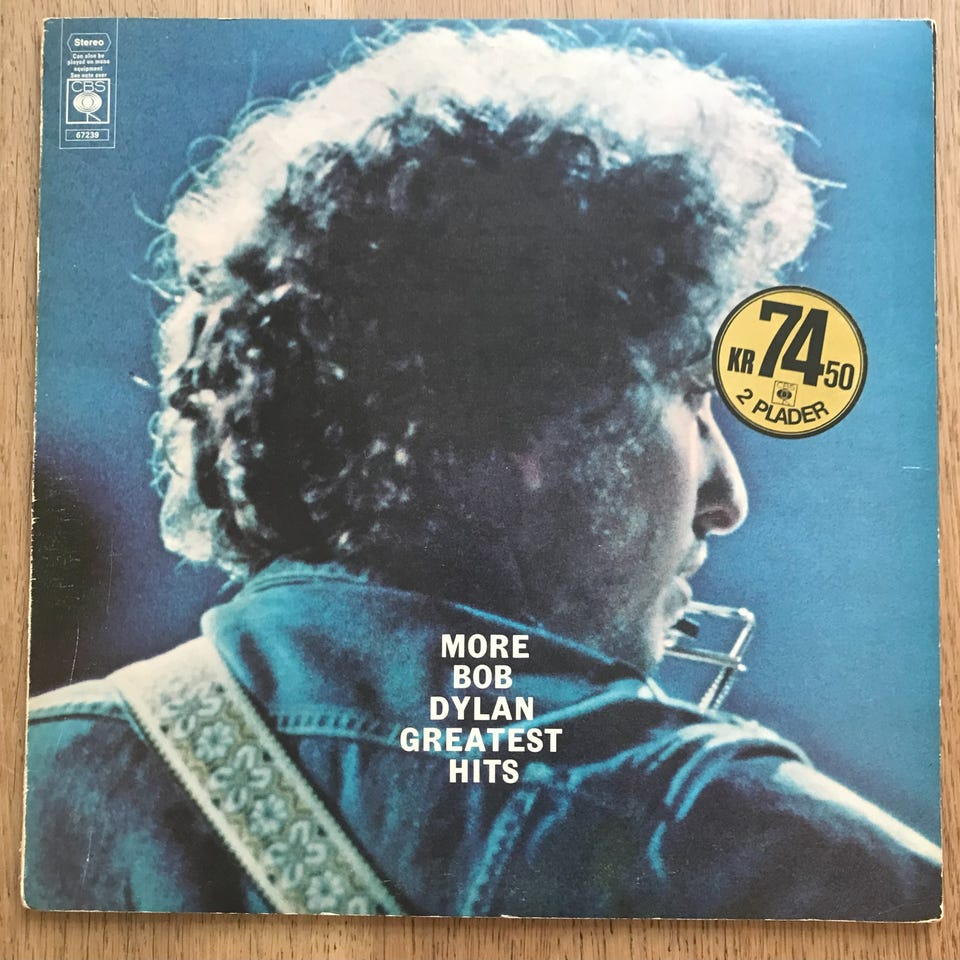 Stereo
Can also be
played on mono
equipment
See note over
CBS
67239
KR 74.50
CBS
2 PLADER
MORE
BOB
DYLAN
GREATEST
HITS